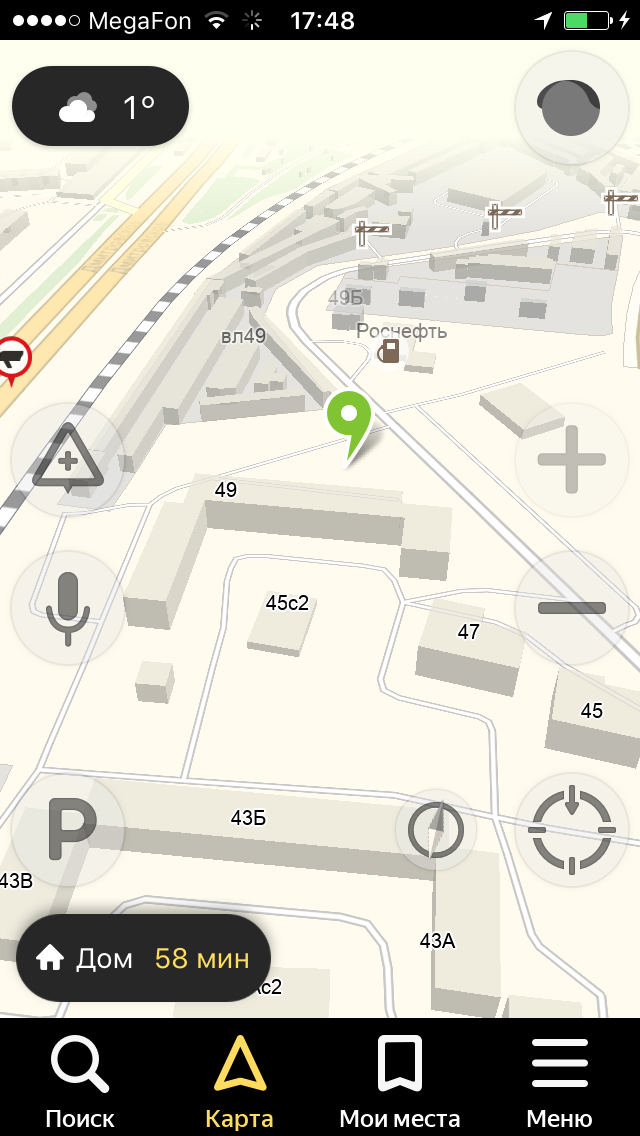 MegaFon 17:48
1°
49Б
Роснефть
вл49
49
45с2
47
45
43Б
43В
43А
Дом 58 мин
с2
P
Поиск Карта Мои места Меню